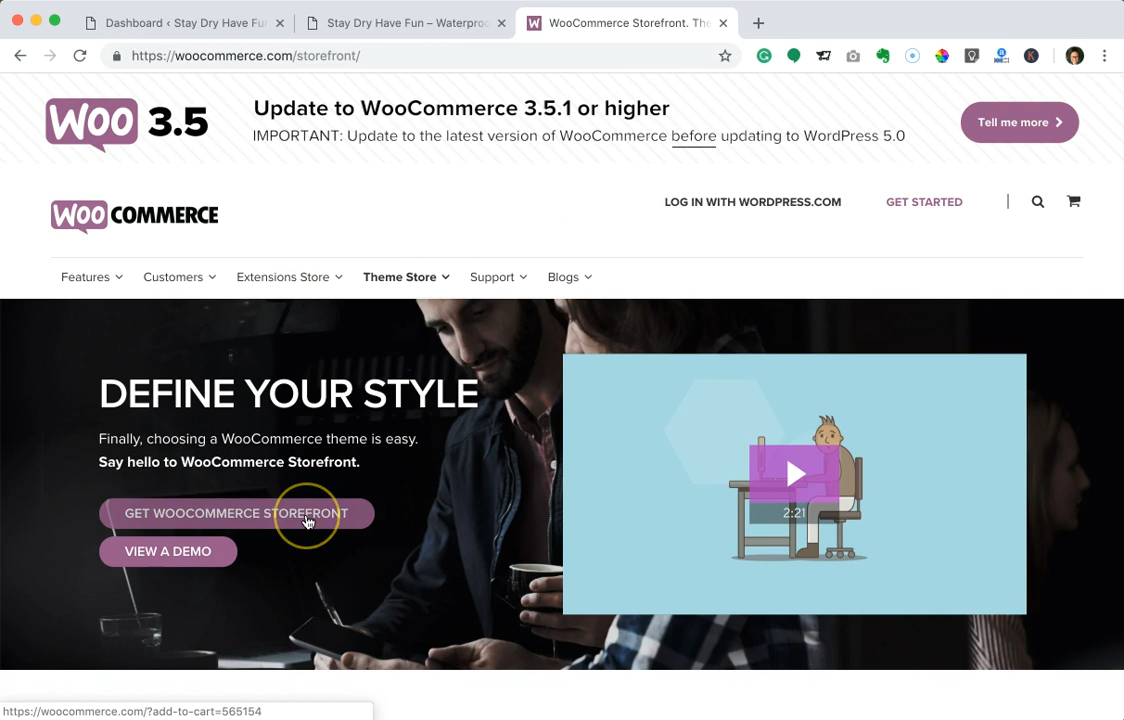 Dashboard ‹ Stay Dry Have Fu
Stay Dry Have Fun – Waterproo
WooCommerce Storefront. The
https://woocommerce.com/storefront/
WOO 3.5
Update to WooCommerce 3.5.1 or higher
IMPORTANT: Update to the latest version of WooCommerce before updating to WordPress 5.0
Tell me more
WOOCOMMERCE
LOG IN WITH WORDPRESS.COM
GET STARTED
Features
Customers
Extensions Store
Theme Store
Support
Blogs
DEFINE YOUR STYLE
Finally, choosing a WooCommerce theme is easy.
Say hello to WooCommerce Storefront.
GET WOOCOMMERCE STOREFRONT
VIEW A DEMO
2:21
https://woocommerce.com/?add-to-cart=565154